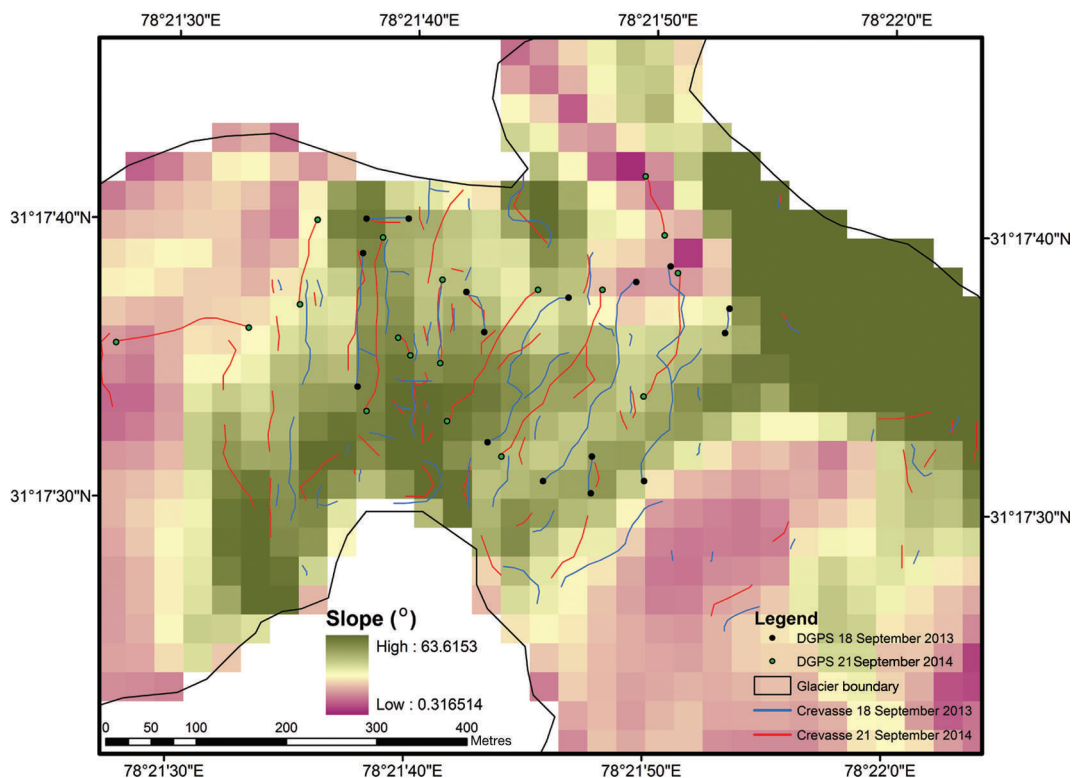 78°21'30"E 78°21'40"E 78°21'50"E 78°22'0"E
31°17'40"N 31°17'40"N
31°17'30"N 31°17'30"N
Slope (°)
High : 63.6153
Low : 0.316514
0 50 100 200 300 400
Metres
Legend
DGPS 18 September 2013
DGPS 21September 2014
Glacier boundary
Crevasse 18 September 2013
Crevasse 21 September 2014
78°21'30"E 78°21'40"E 78°21'50"E 78°22'0"E